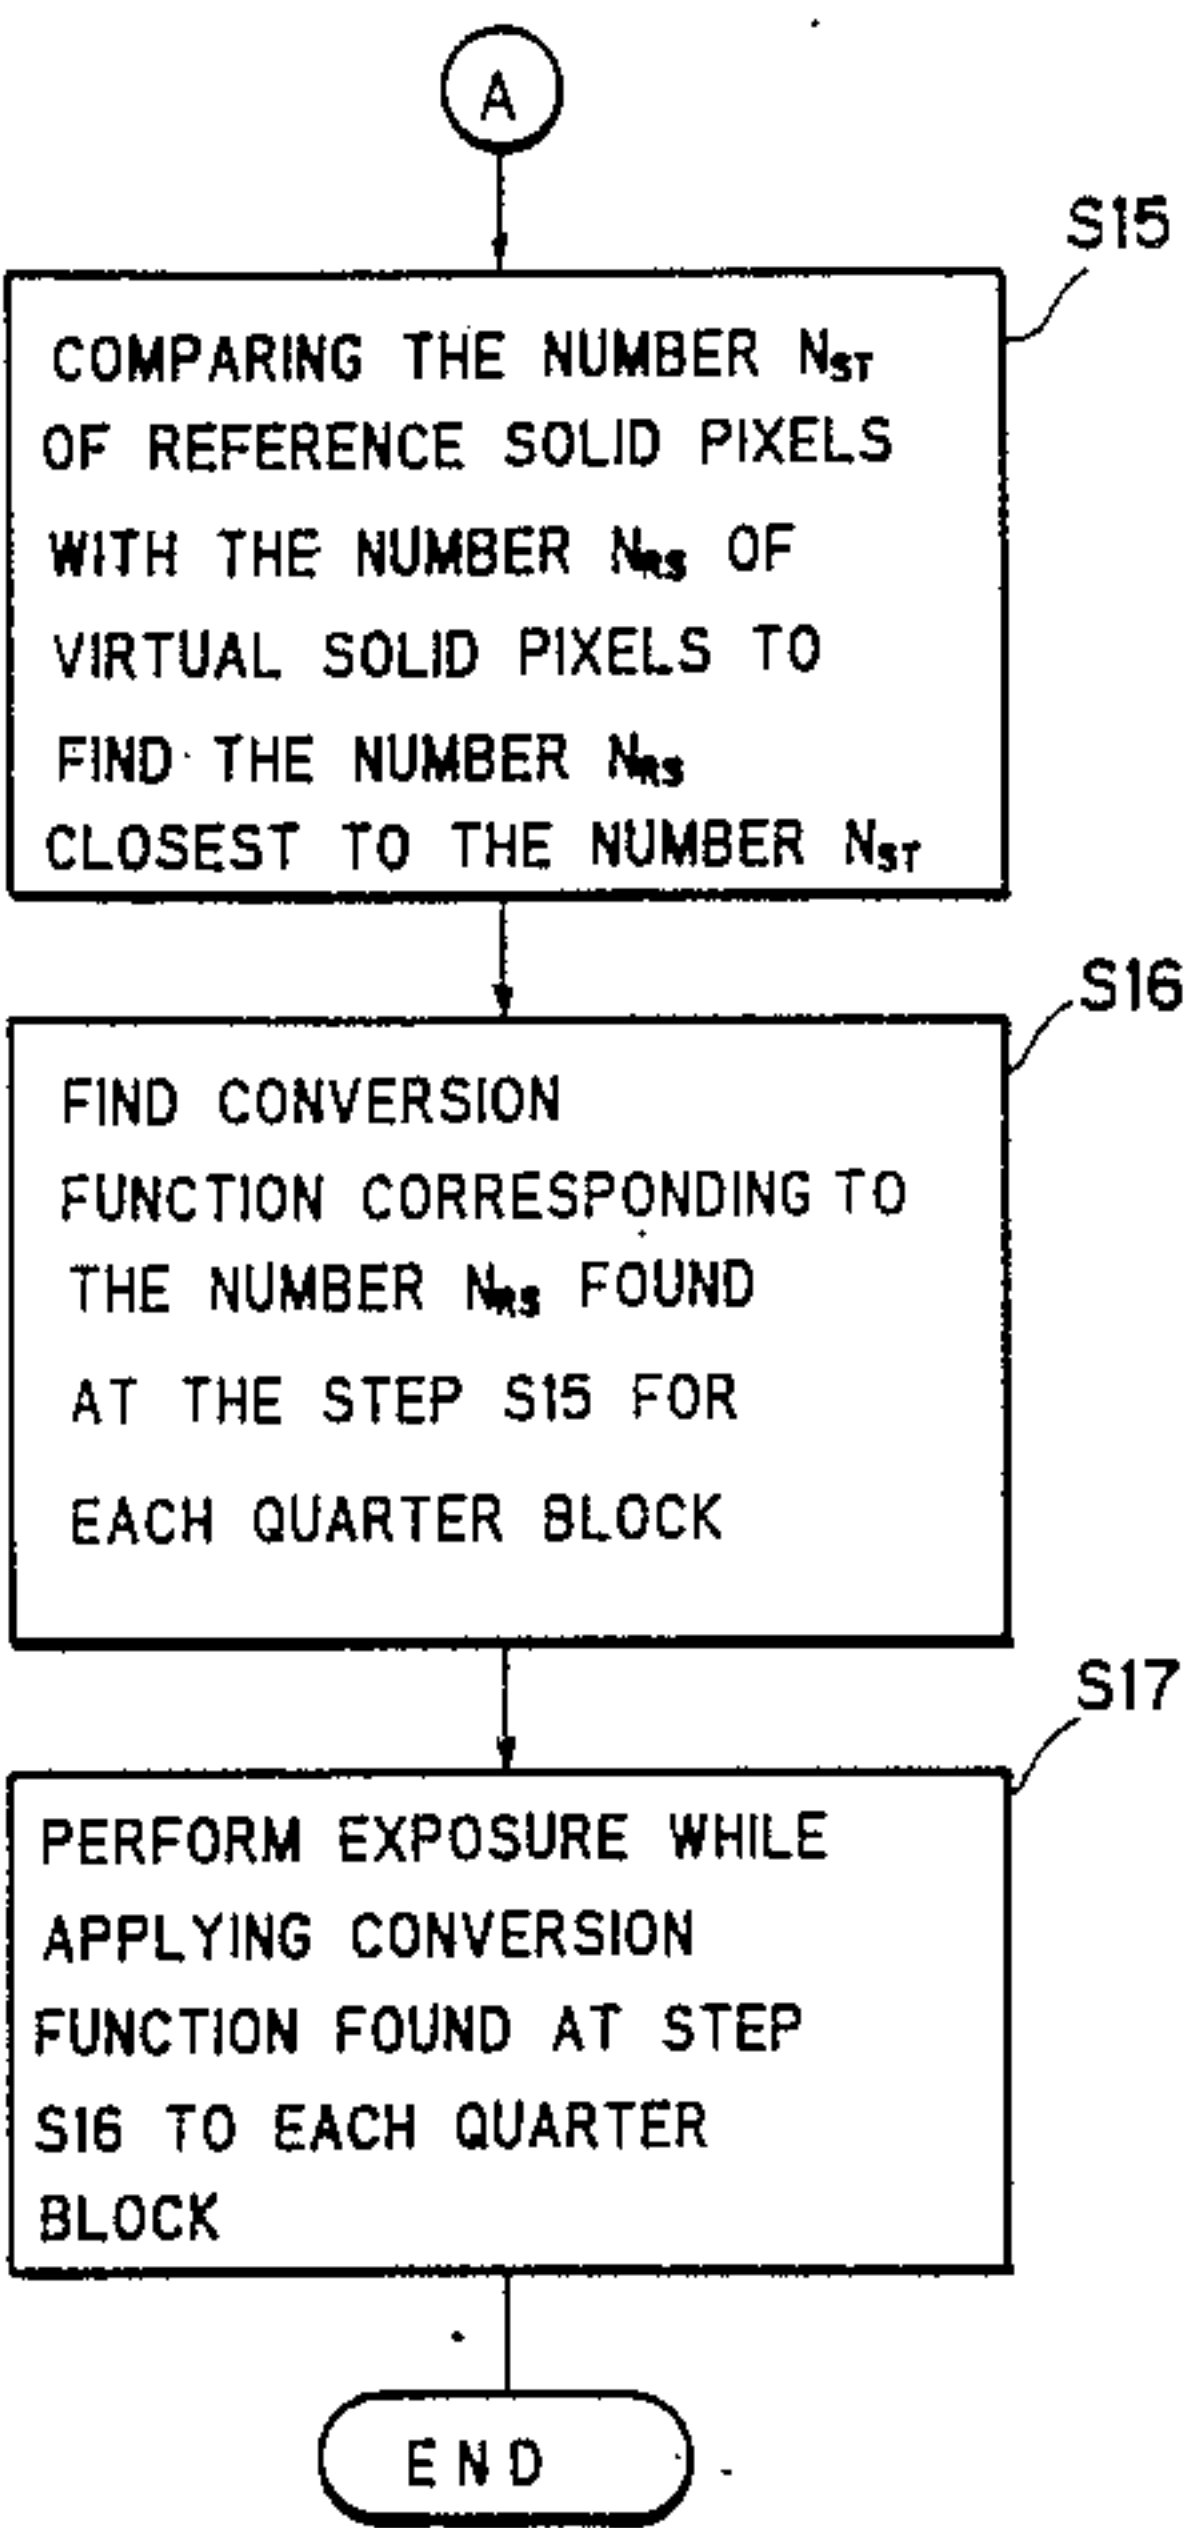 A
S15
COMPARING THE NUMBER NST
OF REFERENCE SOLID PIXELS
WITH THE NUMBER NRS OF
VIRTUAL SOLID PIXELS TO
FIND THE NUMBER NRS
CLOSEST TO THE NUMBER NST
S16
FIND CONVERSION
FUNCTION CORRESPONDING TO
THE NUMBER NRS FOUND
AT THE STEP S15 FOR
EACH QUARTER BLOCK
S17
PERFORM EXPOSURE WHILE
APPLYING CONVERSION
FUNCTION FOUND AT STEP
S16 TO EACH QUARTER
BLOCK
END